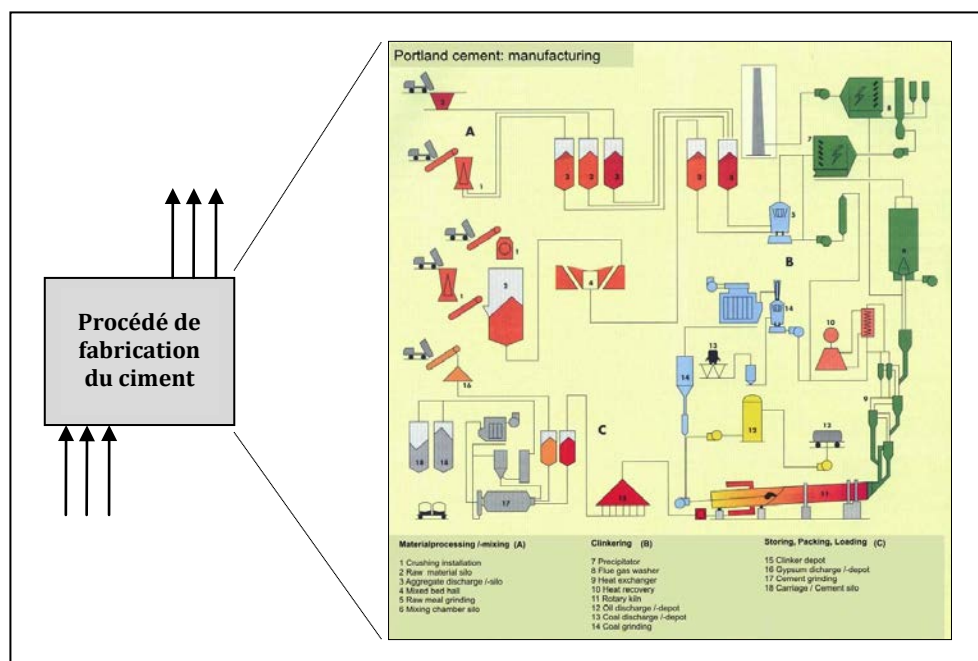 Portland cement: manufacturing
Procédé de
fabrication
du ciment
A
B
C
Materialprocessing /-mixing (A)
1 Crushing installation
2 Raw material silo
3 Aggregate discharge /-silo
4 Mixed bed hall
5 Raw meal grinding
6 Mixing chamber silo
Clinkering (B)
7 Precipitator
8 Flue gas washer
9 Heat exchanger
10 Heat recovery
11 Rotary kiln
12 Oil discharge /-depot
13 Coal discharge /-depot
14 Coal grinding
Storing, Packing, Loading (C)
15 Clinker depot
16 Gypsum dicharge /-depot
17 Cement grinding
18 Carriage / Cement silo